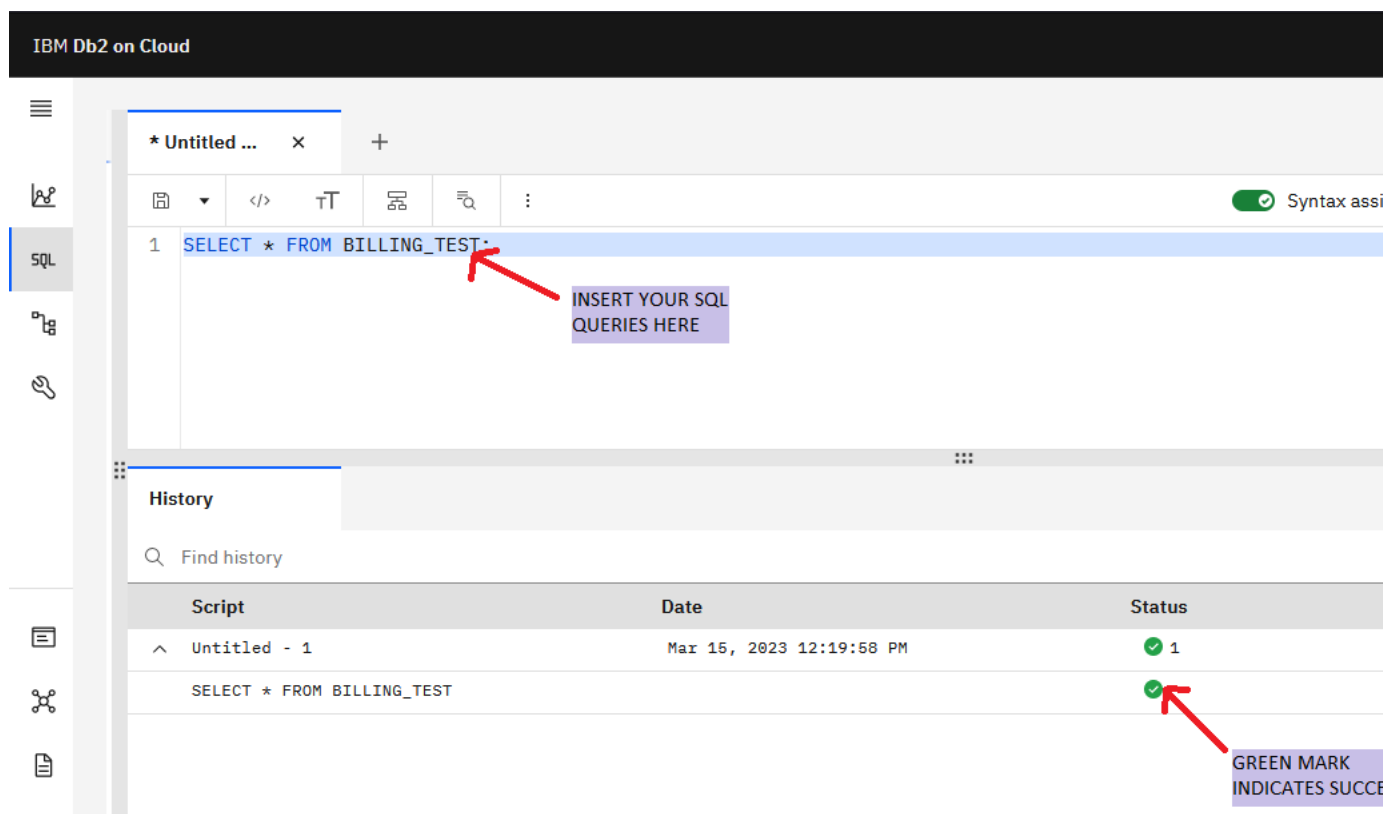 IBM Db2 on Cloud
* Untitled ...
Syntax assi
1 SELECT * FROM BILLING_TEST;
SQL
INSERT YOUR SQL
QUERIES HERE
History
Find history
Script Date Status
Untitled - 1 Mar 15, 2023 12:19:58 PM 1
SELECT * FROM BILLING_TEST
GREEN MARK
INDICATES SUCCE